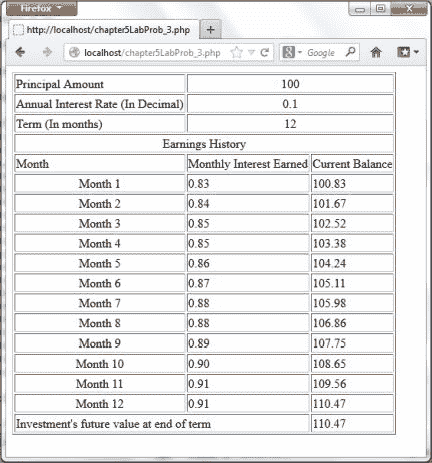 Firefox
http://localhost/chapter5LabProb_3.php
localhost/chapter5LabProb_3.php
Google
Principal Amount 100
Annual Interest Rate (In Decimal) 0.1
Term (In months) 12
Earnings History
Month Monthly Interest Earned Current Balance
Month 1 0.83 100.83
Month 2 0.84 101.67
Month 3 0.85 102.52
Month 4 0.85 103.38
Month 5 0.86 104.24
Month 6 0.87 105.11
Month 7 0.88 105.98
Month 8 0.88 106.86
Month 9 0.89 107.75
Month 10 0.90 108.65
Month 11 0.91 109.56
Month 12 0.91 110.47
Investment's future value at end of term 110.47